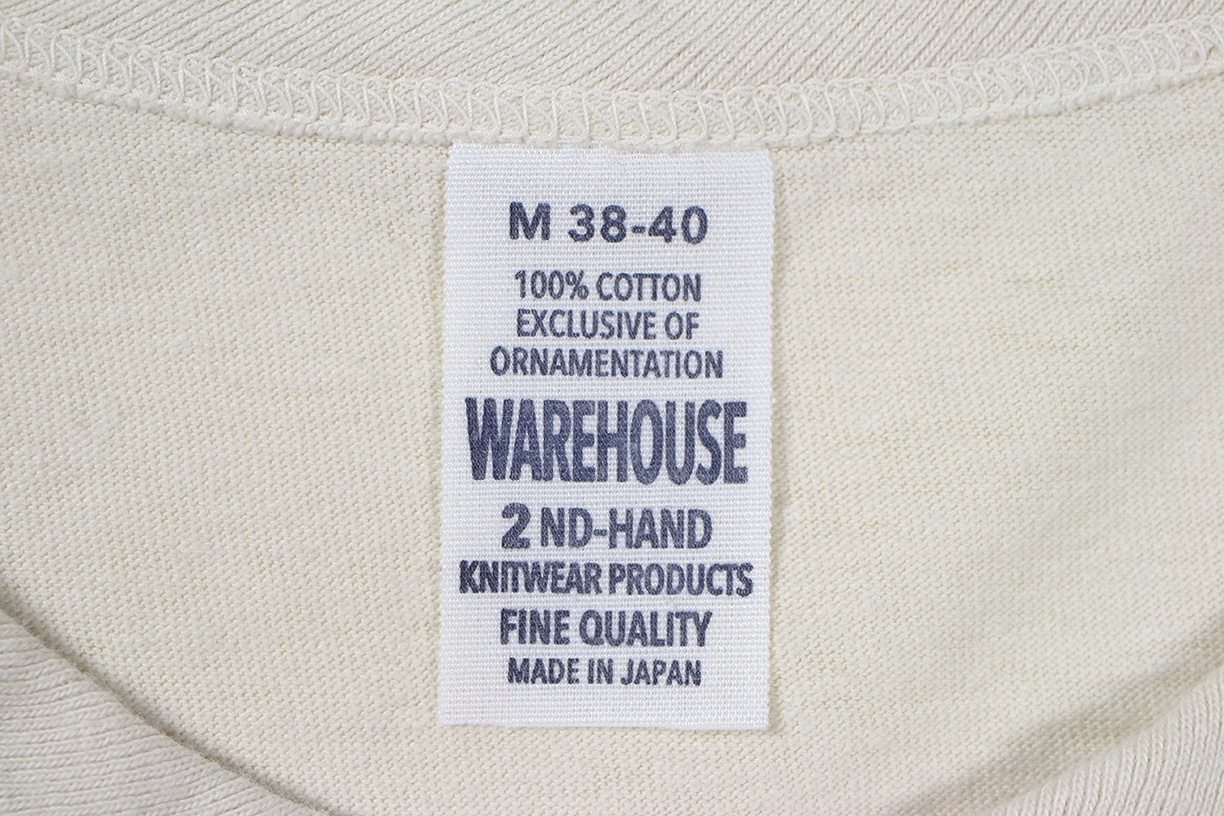 M 38-40
100% COTTON
EXCLUSIVE OF
ORNAMENTATION
WAREHOUSE
2 ND-HAND
KNITWEAR PRODUCTS
FINE QUALITY
MADE IN JAPAN